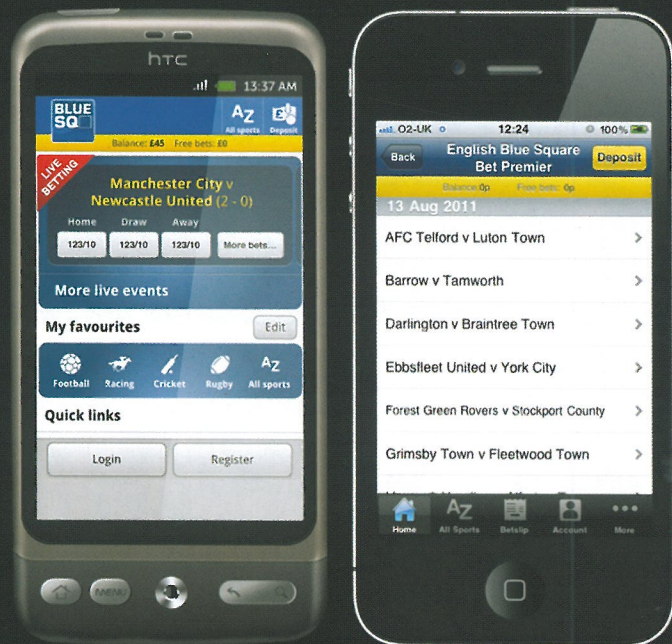 hTC
13:37 AM
BLUE
SQ
AZ
All sports
Deposit
Balance: £45 Free bets: £0
LIVE
BETTING
Manchester City v
Newcastle United (2 - 0)
Home Draw Away
123/10 123/10 123/10 More bets...
More live events
My favourites Edit
Football Racing Cricket Rugby AZ All sports
Quick links
Login Register
MENU
O2-UK 12:24 100%
Back English Blue Square
Bet Premier Deposit
Balance: 0p Free bets: 0p
13 Aug 2011
AFC Telford v Luton Town
Barrow v Tamworth
Darlington v Braintree Town
Ebbsfleet United v York City
Forest Green Rovers v Stockport County
Grimsby Town v Fleetwood Town
AZ
Home All Sports Betslip Account More